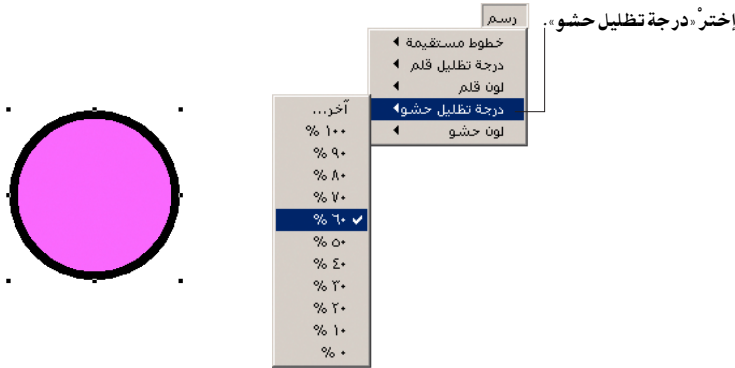 إخترْ «درجة تظليل حشو».
رسم
خطوط مستقيمة
درجة تظليل قلم
لون قلم
درجة تظليل حشو
لون حشو
آخر...
١٠٠ %
٩٠ %
٨٠ %
٧٠ %
٦٠ %
٥٠ %
٤٠ %
٣٠ %
٢٠ %
١٠ %
٠ %